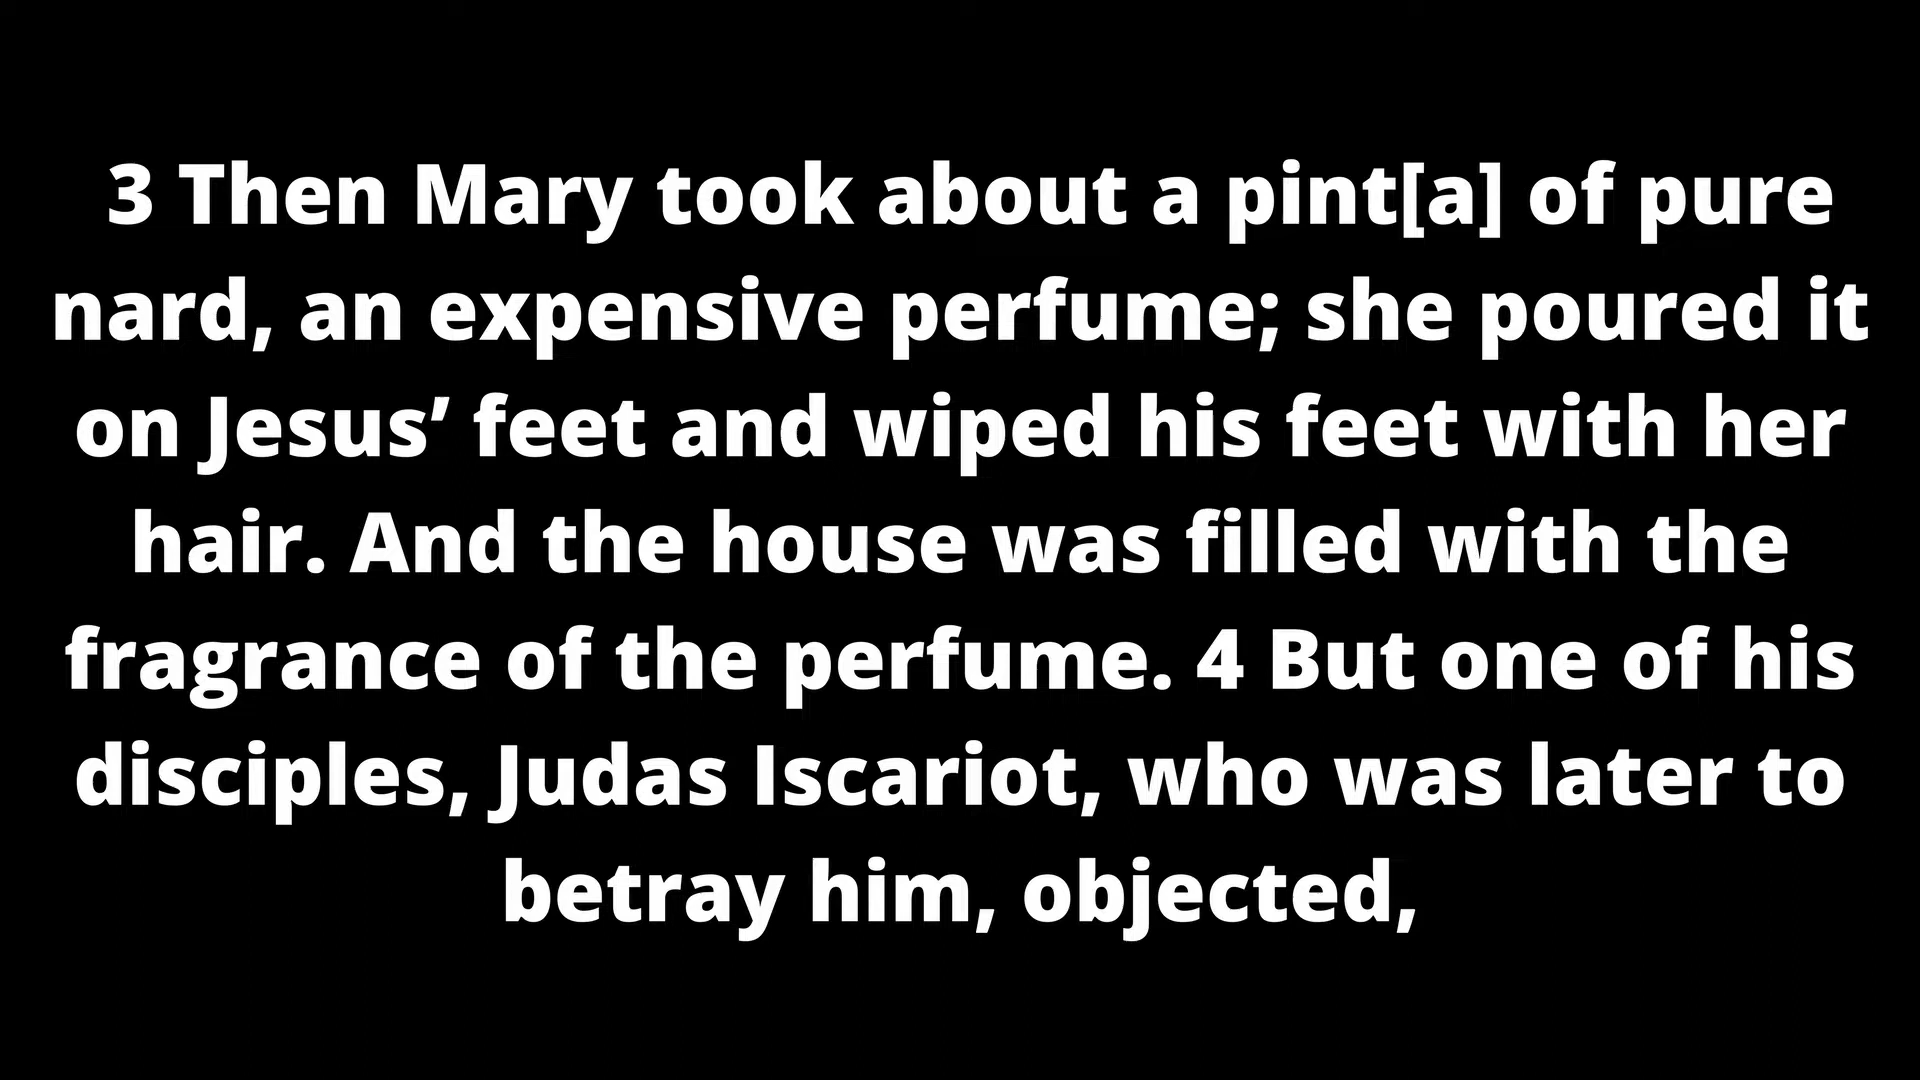 3 Then Mary took about a pint[a] of pure
nard, an expensive perfume; she poured it
on Jesus’ feet and wiped his feet with her
hair. And the house was filled with the
fragrance of the perfume. 4 But one of his
disciples, Judas Iscariot, who was later to
betray him, objected,